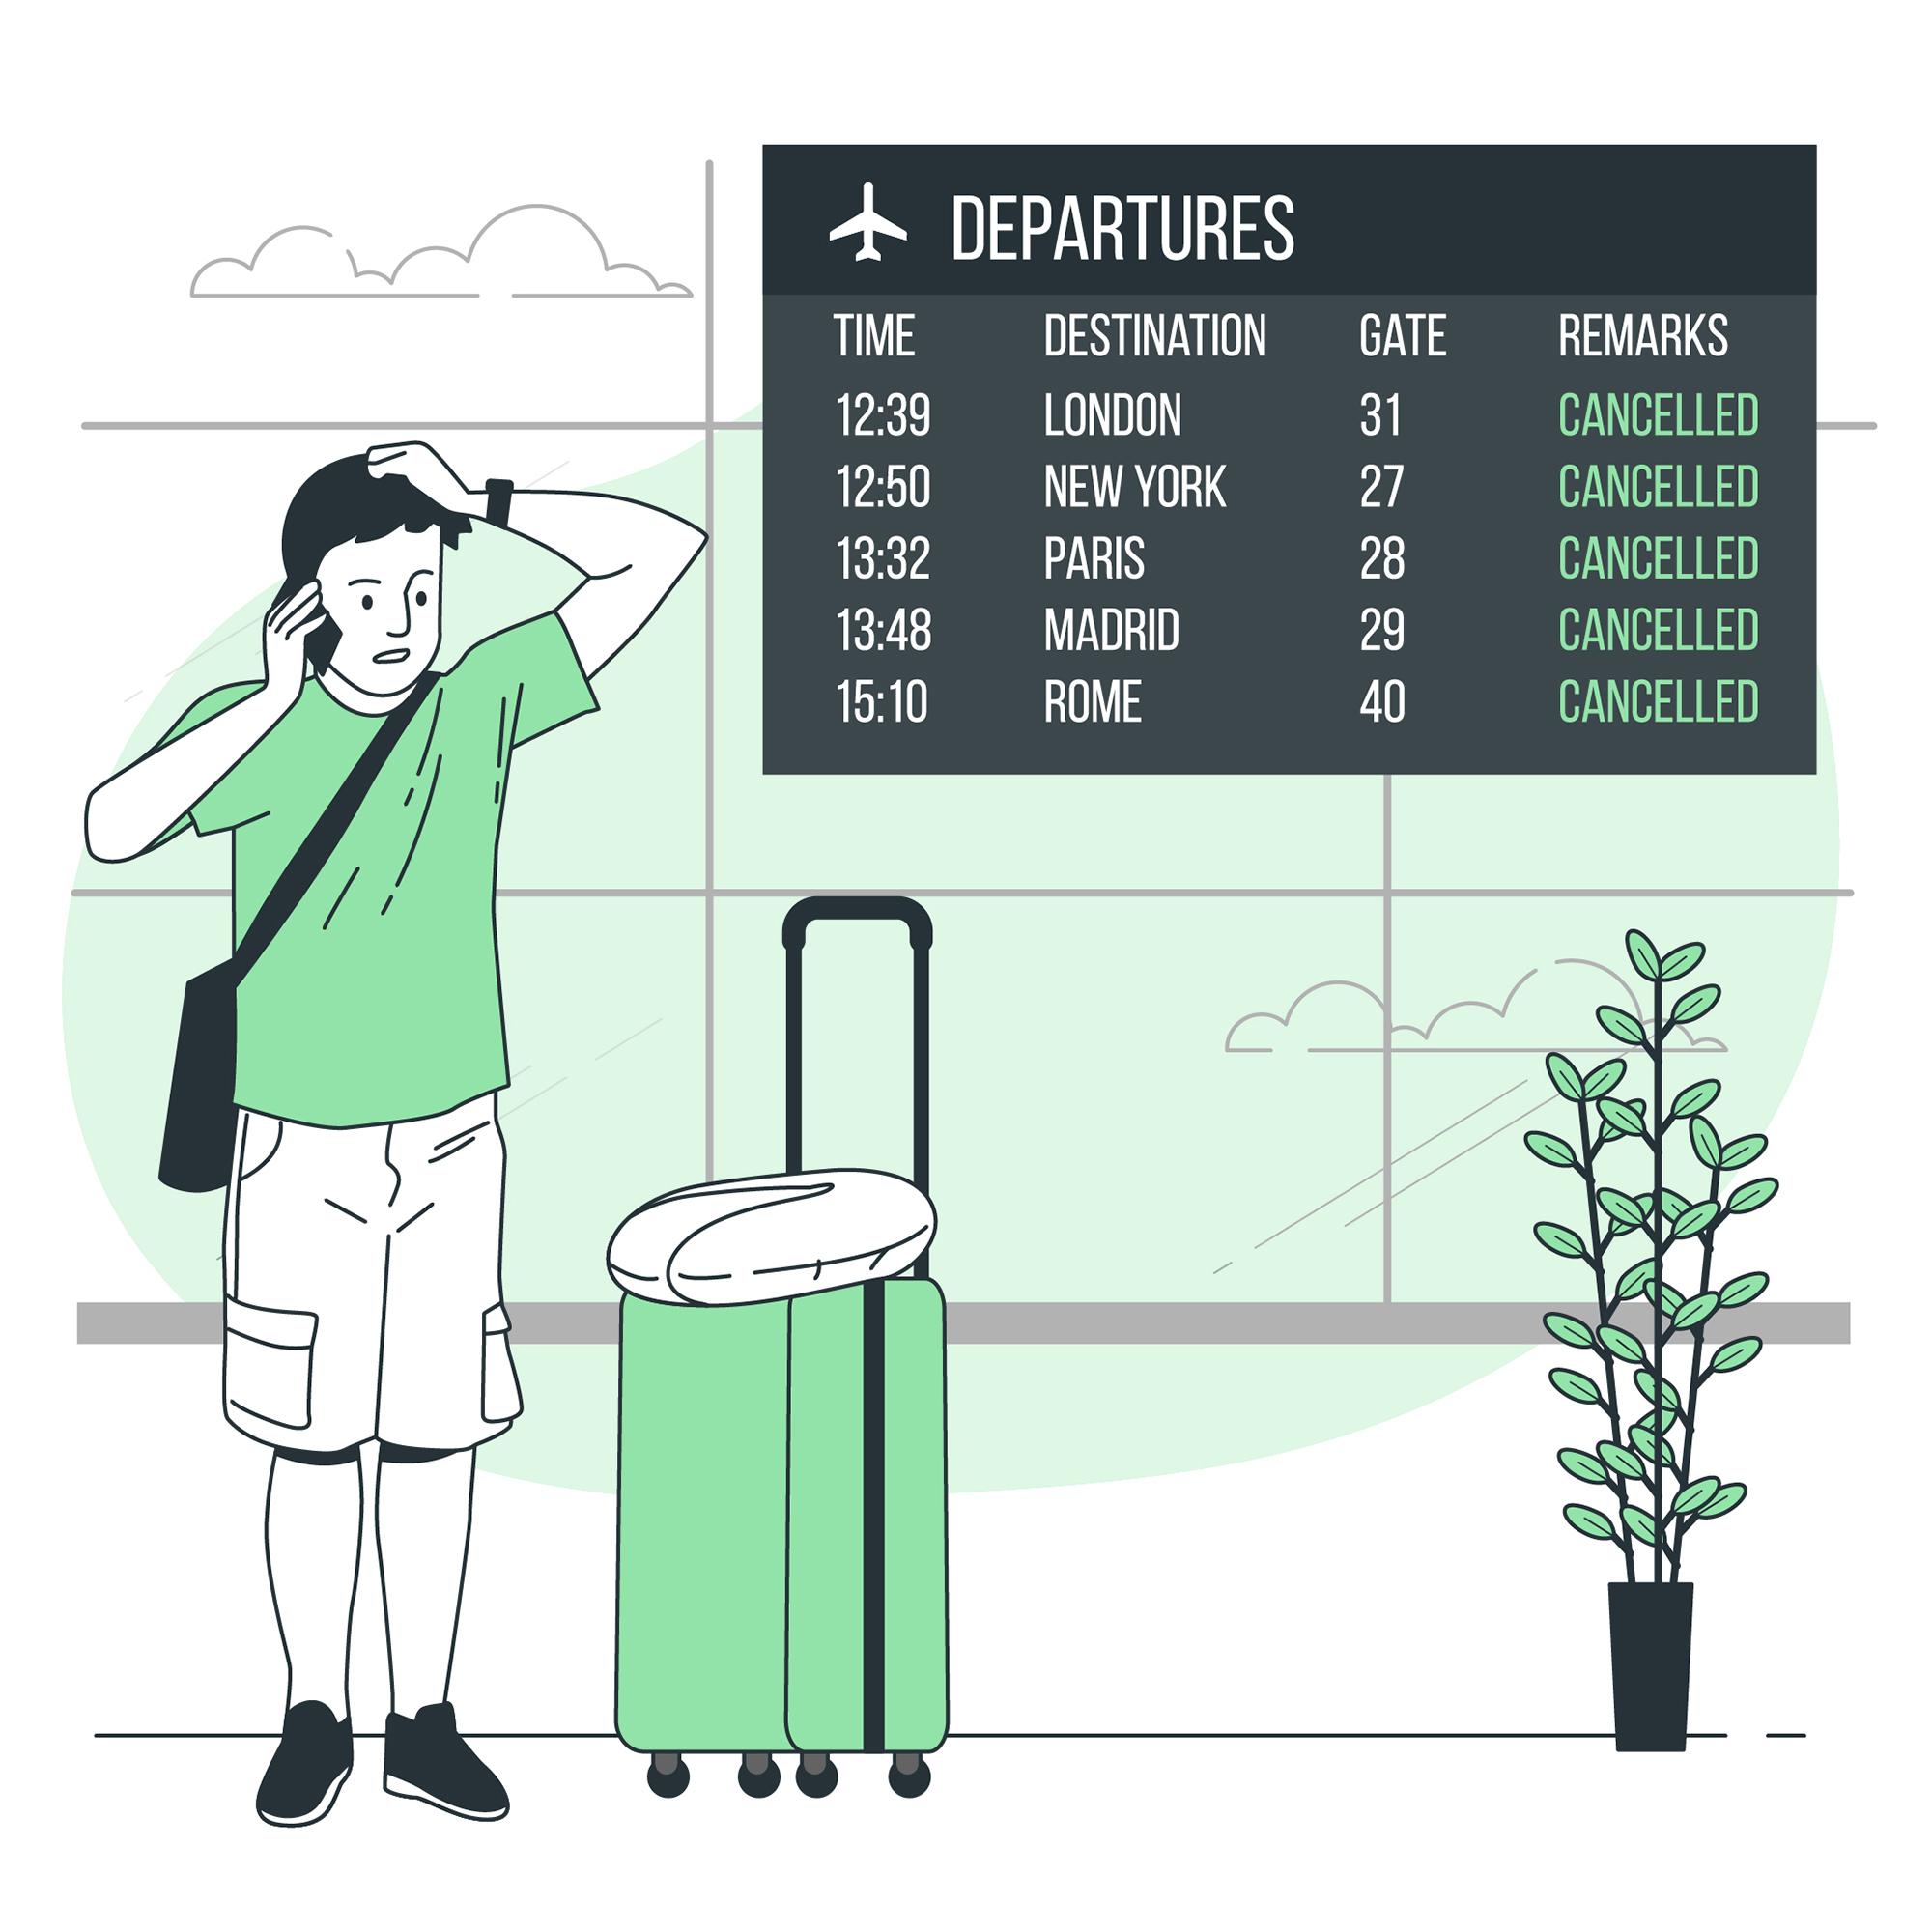 DEPARTURES
TIME DESTINATION GATE REMARKS
12:39 LONDON 31 CANCELLED
12:50 NEW YORK 27 CANCELLED
13:32 PARIS 28 CANCELLED
13:48 MADRID 29 CANCELLED
15:10 ROME 40 CANCELLED